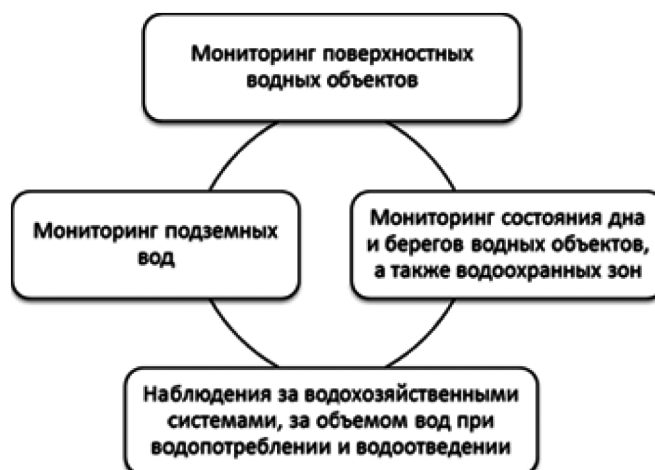 Мониторинг поверхностных
водных объектов
Мониторинг подземных
вод
Мониторинг состояния дна
и берегов водных объектов,
а также водоохранных зон
Наблюдения за водохозяйственными
системами, за объемом вод при
водопотреблении и водоотведении